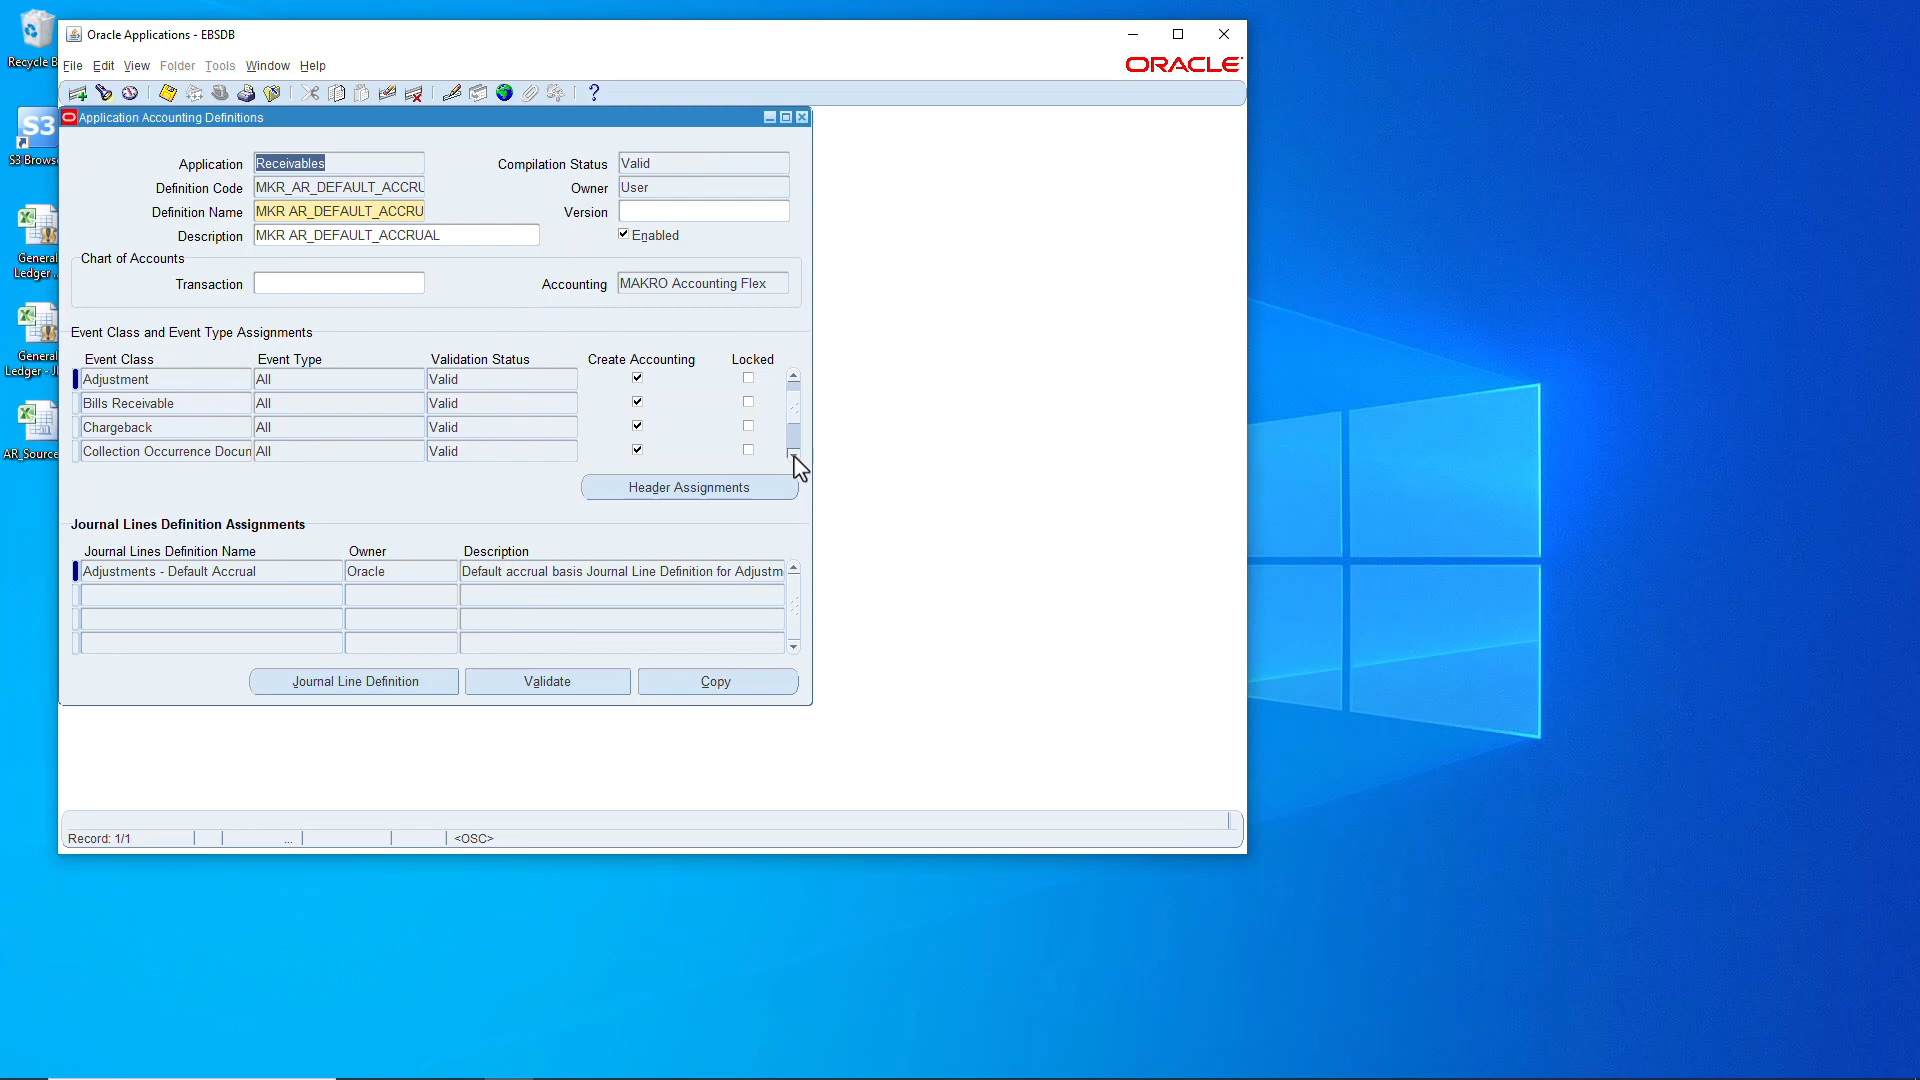 Oracle Applications - EBSDB
File Edit View Folder Tools Window Help
ORACLE
Application Accounting Definitions
Application Receivables Compilation Status Valid
Definition Code MKR_AR_DEFAULT_ACCRU Owner User
Definition Name MKR AR_DEFAULT_ACCRU Version
Description MKR AR_DEFAULT_ACCRUAL Enabled
Chart of Accounts
Transaction Accounting MAKRO Accounting Flex
Event Class and Event Type Assignments
Event Class Event Type Validation Status Create Accounting Locked
Adjustment All Valid
Bills Receivable All Valid
Chargeback All Valid
Collection Occurrence Docun All Valid
Header Assignments
Journal Lines Definition Assignments
Journal Lines Definition Name Owner Description
Adjustments - Default Accrual Oracle Default accrual basis Journal Line Definition for Adjustm
Journal Line Definition Validate Copy
Record: 1/1 ... <OSC>
Recycle B
S3
S3 Brows
General
Ledger ..
General
Ledger - J
AR_Source